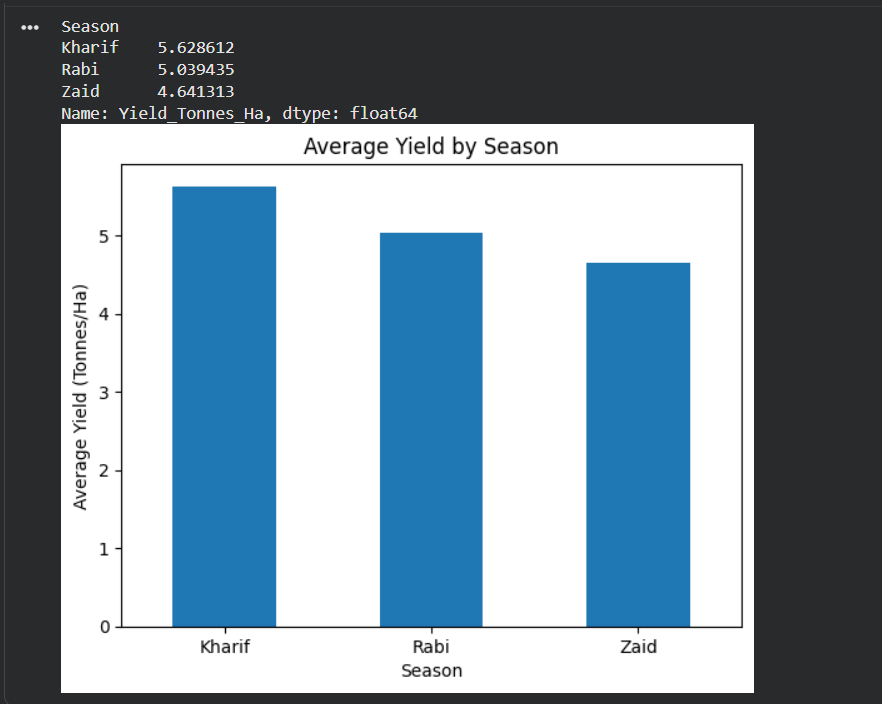 Season
Kharif    5.628612
Rabi      5.039435
Zaid      4.641313
Name: Yield_Tonnes_Ha, dtype: float64
Average Yield by Season
Average Yield (Tonnes/Ha)
5
4
3
2
1
0
Kharif Rabi Zaid
Season